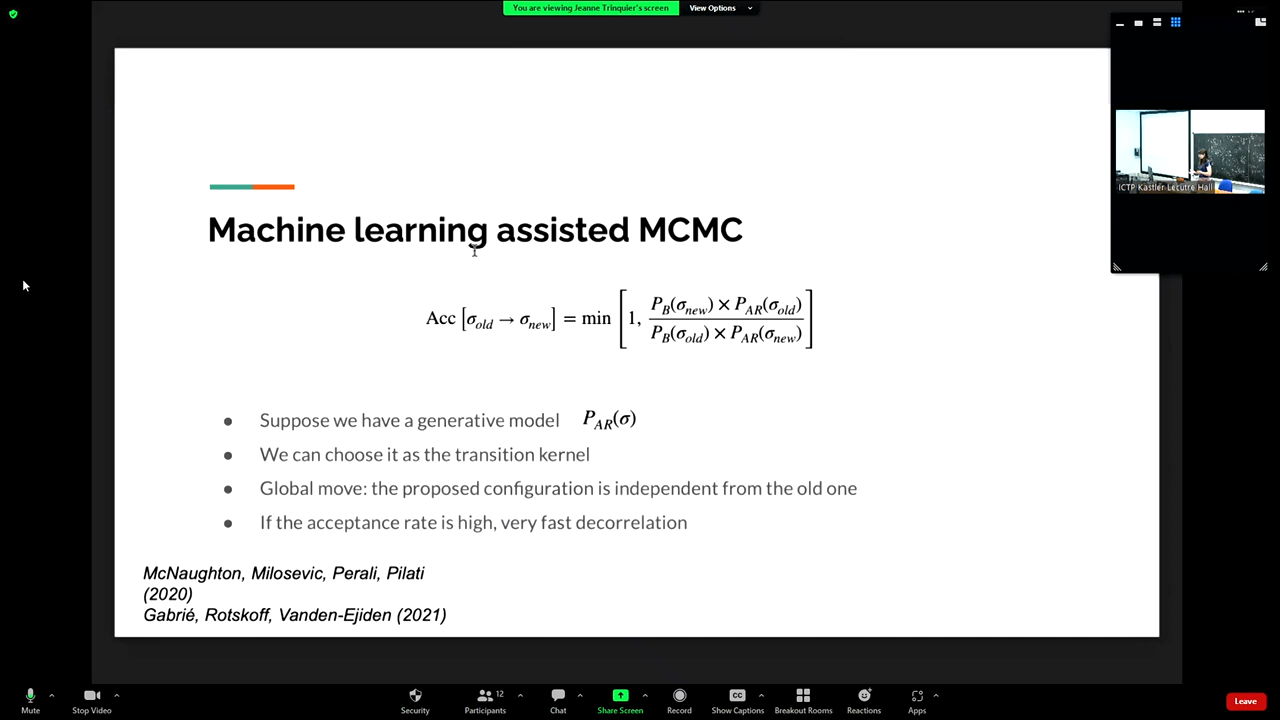 You are viewing Jeanne Trinquier's screen
View Options
ICTP Kastler Lecutre Hall
Machine learning assisted MCMC
Acc [σ_old → σ_new] = min [1, P_B(σ_new) × P_AR(σ_old) / P_B(σ_old) × P_AR(σ_new)]
● Suppose we have a generative model P_AR(σ)
● We can choose it as the transition kernel
● Global move: the proposed configuration is independent from the old one
● If the acceptance rate is high, very fast decorrelation
McNaughton, Milosevic, Perali, Pilati
(2020)
Gabrié, Rotskoff, Vanden-Ejiden (2021)
Mute
Stop Video
Security
Participants 12
Chat
Share Screen
Record
Show Captions
Breakout Rooms
Reactions
Apps
Leave